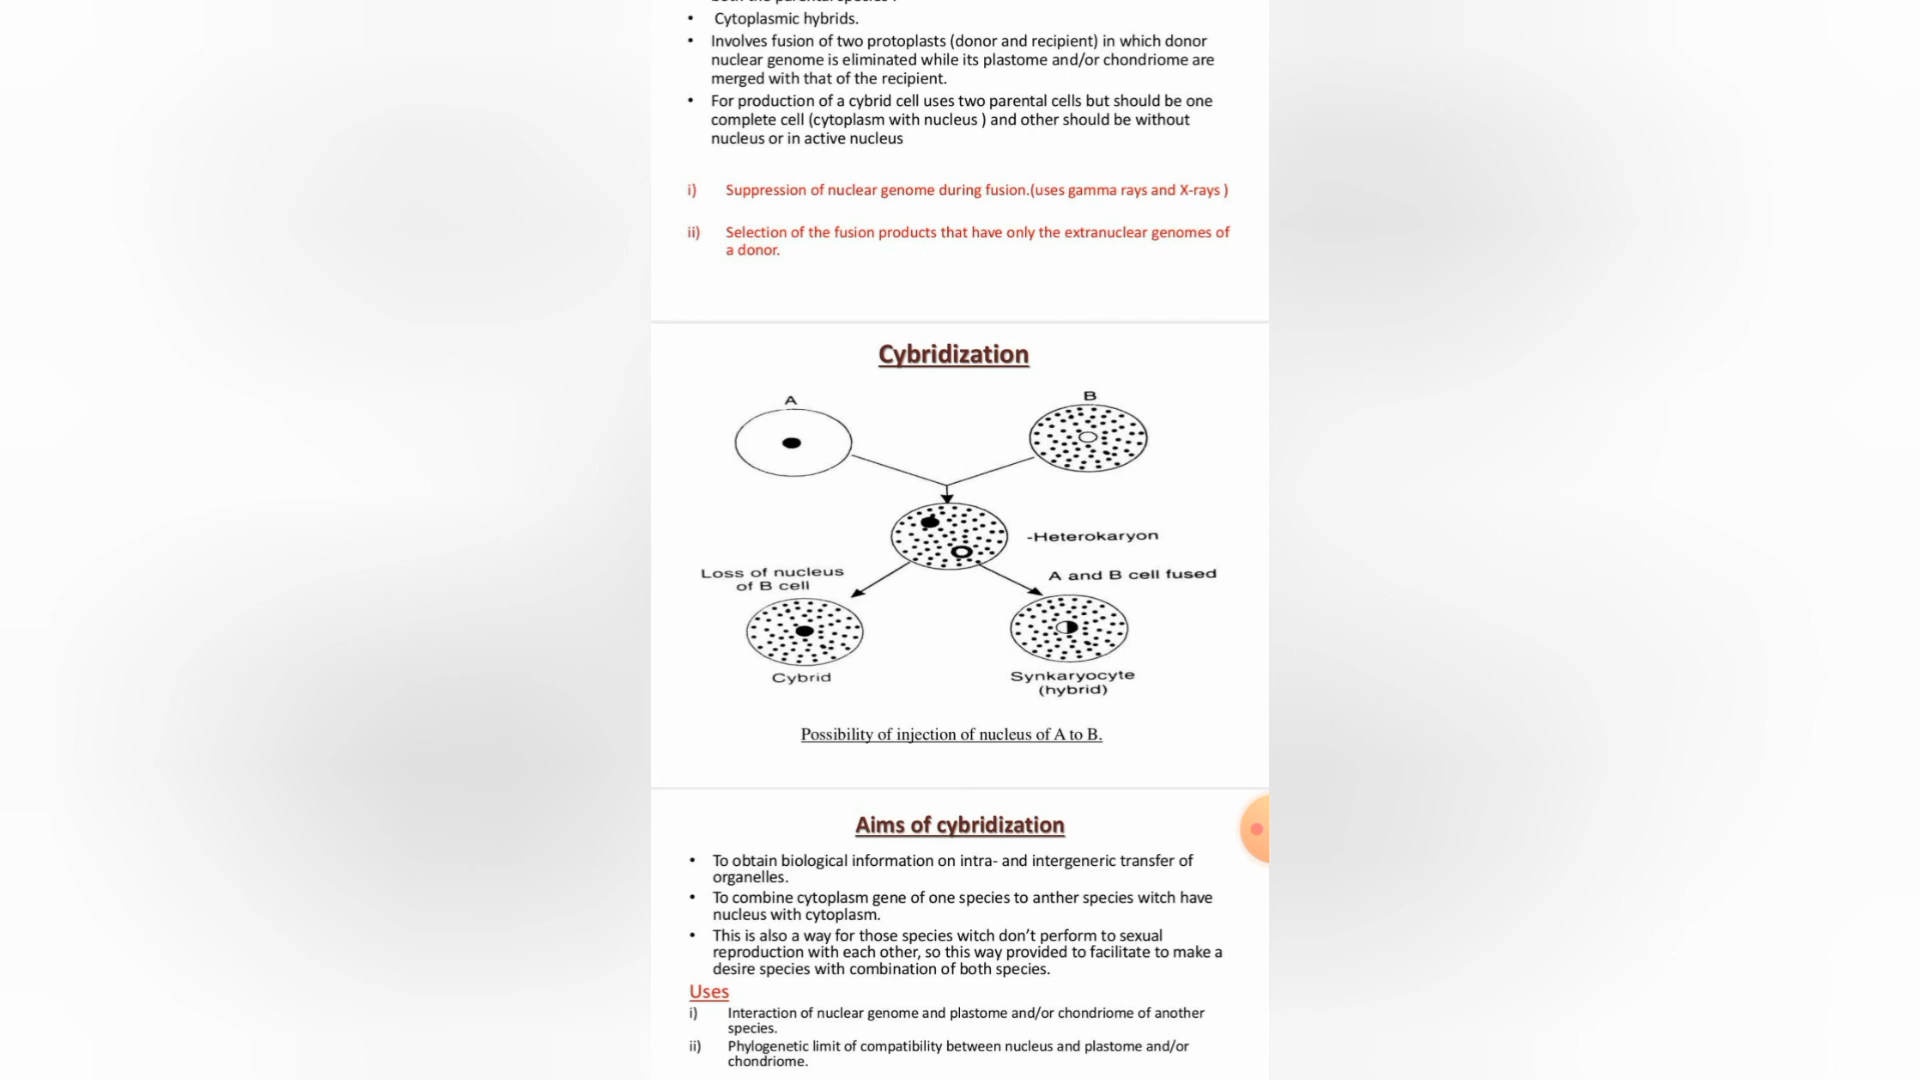 both the parental species .
• Cytoplasmic hybrids.
• Involves fusion of two protoplasts (donor and recipient) in which donor
nuclear genome is eliminated while its plastome and/or chondriome are
merged with that of the recipient.
• For production of a cybrid cell uses two parental cells but should be one
complete cell (cytoplasm with nucleus ) and other should be without
nucleus or in active nucleus
i) Suppression of nuclear genome during fusion.(uses gamma rays and X-rays )
ii) Selection of the fusion products that have only the extranuclear genomes of
a donor.
Cybridization
A
B
-Heterokaryon
Loss of nucleus
of B cell
A and B cell fused
Cybrid
Synkaryocyte
(hybrid)
Possibility of injection of nucleus of A to B.
Aims of cybridization
• To obtain biological information on intra- and intergeneric transfer of
organelles.
• To combine cytoplasm gene of one species to anther species witch have
nucleus with cytoplasm.
• This is also a way for those species witch don’t perform to sexual
reproduction with each other, so this way provided to facilitate to make a
desire species with combination of both species.
Uses
i) Interaction of nuclear genome and plastome and/or chondriome of another
species.
ii) Phylogenetic limit of compatibility between nucleus and plastome and/or
chondriome.